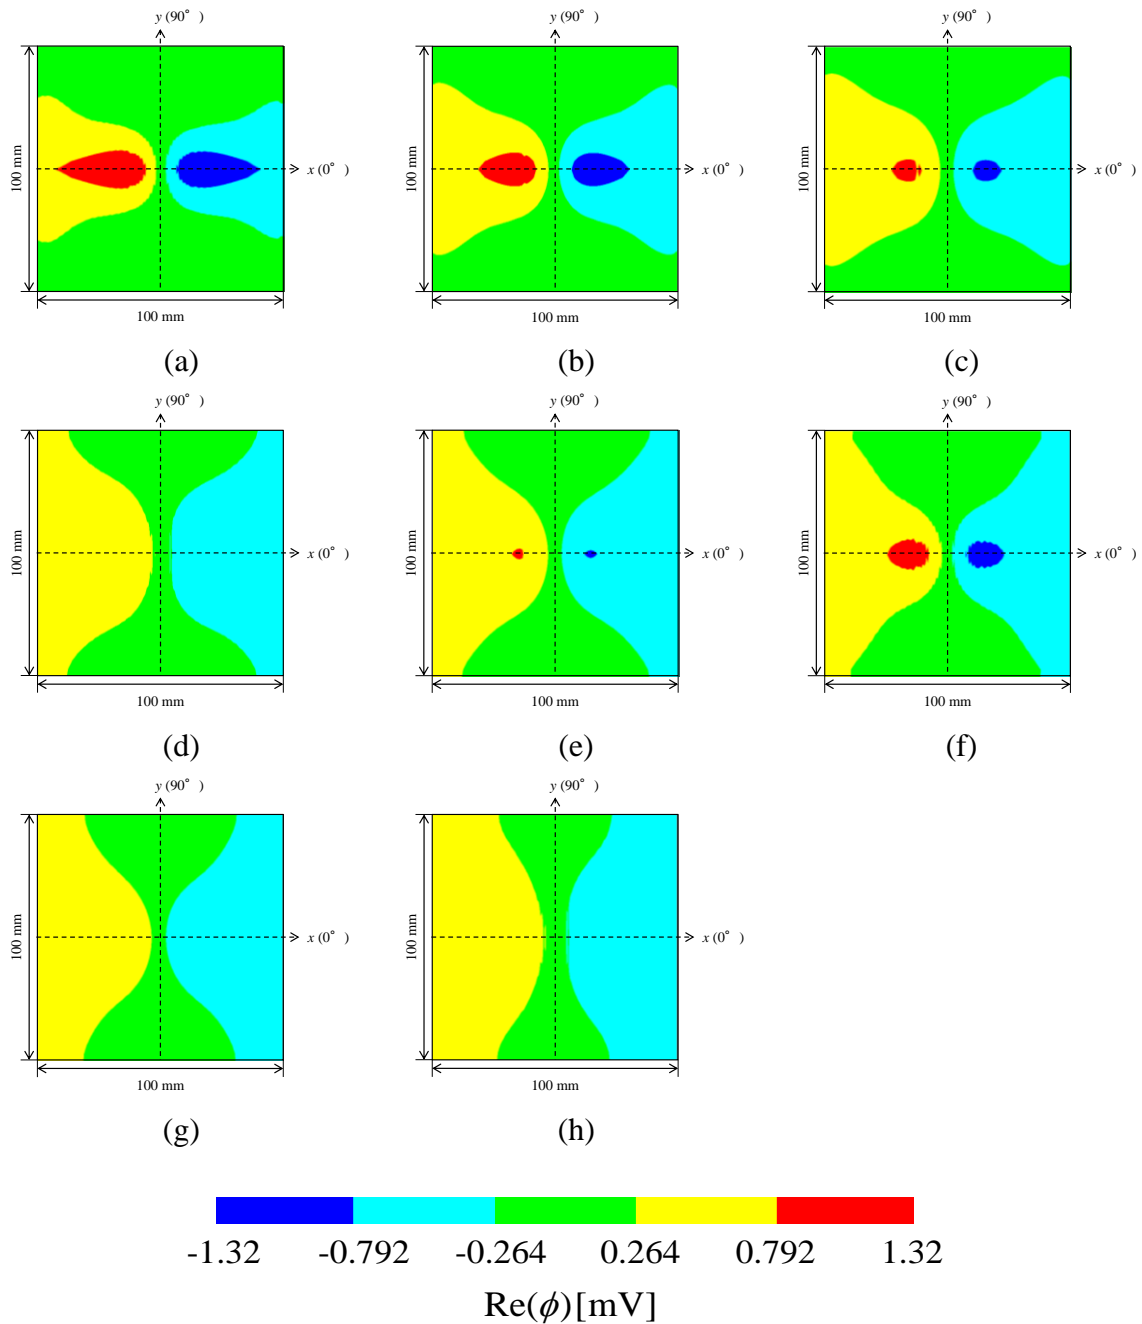 y (90°) y (90°) y (90°)
100 mm x (0°) 100 mm x (0°) 100 mm x (0°)
100 mm 100 mm 100 mm
(a) (b) (c)
y (90°) y (90°) y (90°)
100 mm x (0°) 100 mm x (0°) 100 mm x (0°)
100 mm 100 mm 100 mm
(d) (e) (f)
y (90°) y (90°)
100 mm x (0°) 100 mm x (0°)
100 mm 100 mm
(g) (h)
-1.32 -0.792 -0.264 0.264 0.792 1.32
Re(ϕ)[mV]